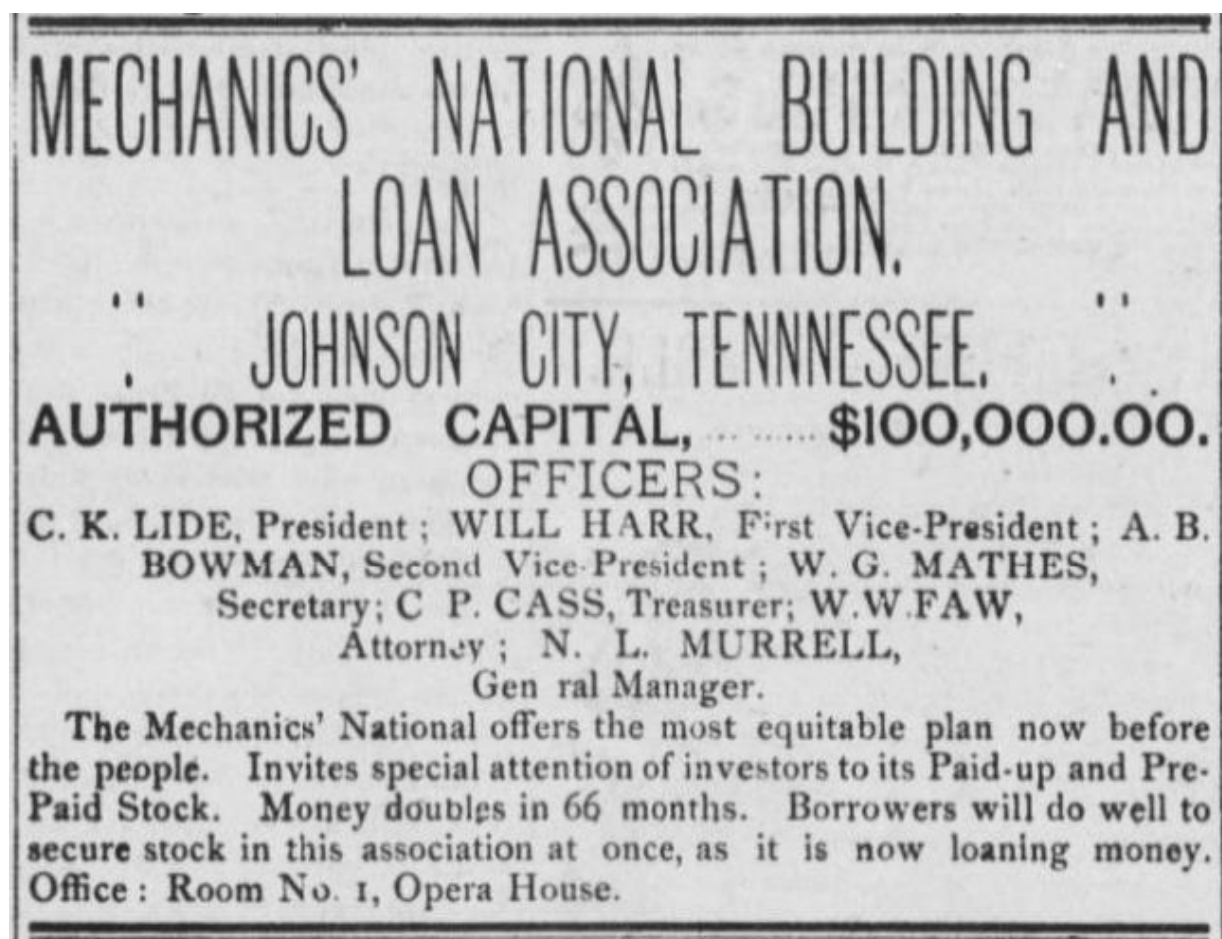 MECHANICS' NATIONAL BUILDING AND
LOAN ASSOCIATION.
JOHNSON CITY, TENNNESSEE.
AUTHORIZED CAPITAL, ........ $100,000.00.
OFFICERS:
C. K. LIDE, President; WILL HARR, First Vice-President; A. B.
BOWMAN, Second Vice-President; W. G. MATHES,
Secretary; C P. CASS, Treasurer; W.W.FAW,
Attorney; N. L. MURRELL,
Gen ral Manager.
The Mechanics' National offers the most equitable plan now before
the people. Invites special attention of investors to its Paid-up and Pre-
Paid Stock. Money doubles in 66 months. Borrowers will do well to
secure stock in this association at once, as it is now loaning money.
Office: Room No. 1, Opera House.